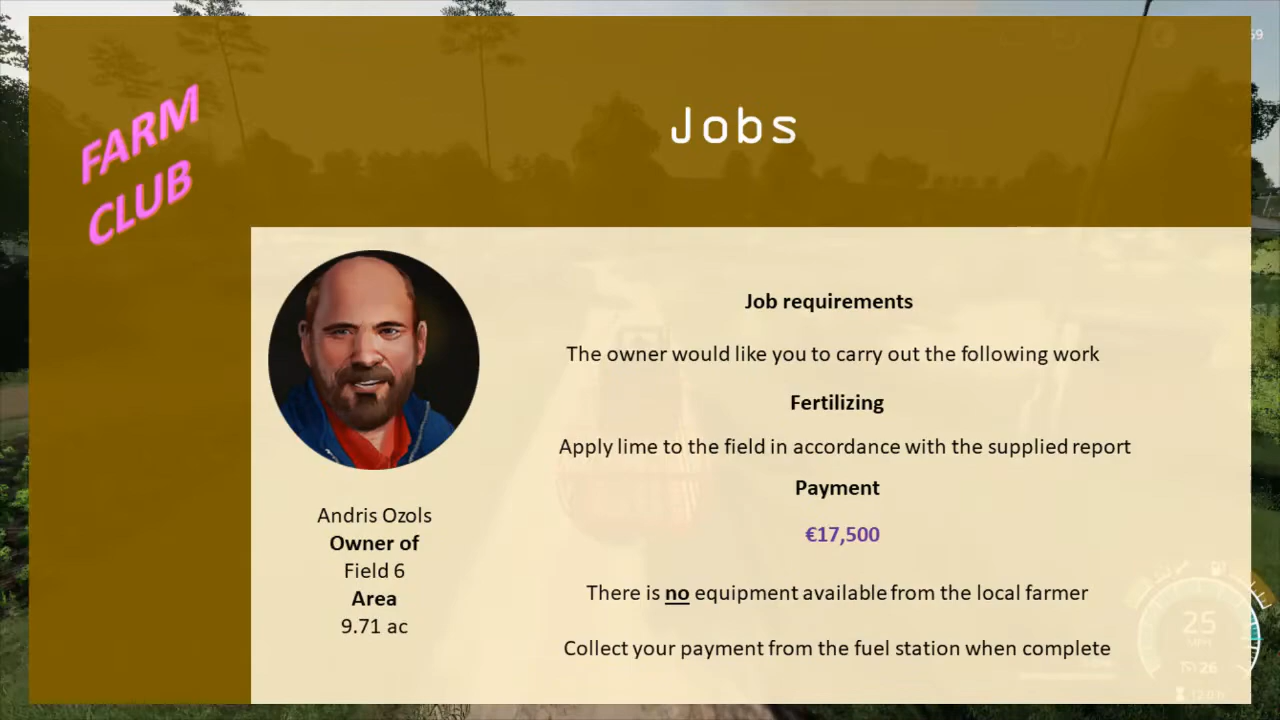 59
FARM
CLUB
Jobs
Job requirements
The owner would like you to carry out the following work
Fertilizing
Apply lime to the field in accordance with the supplied report
Payment
€17,500
There is no equipment available from the local farmer
Collect your payment from the fuel station when complete
Andris Ozols
Owner of
Field 6
Area
9.71 ac
25
MPH
26